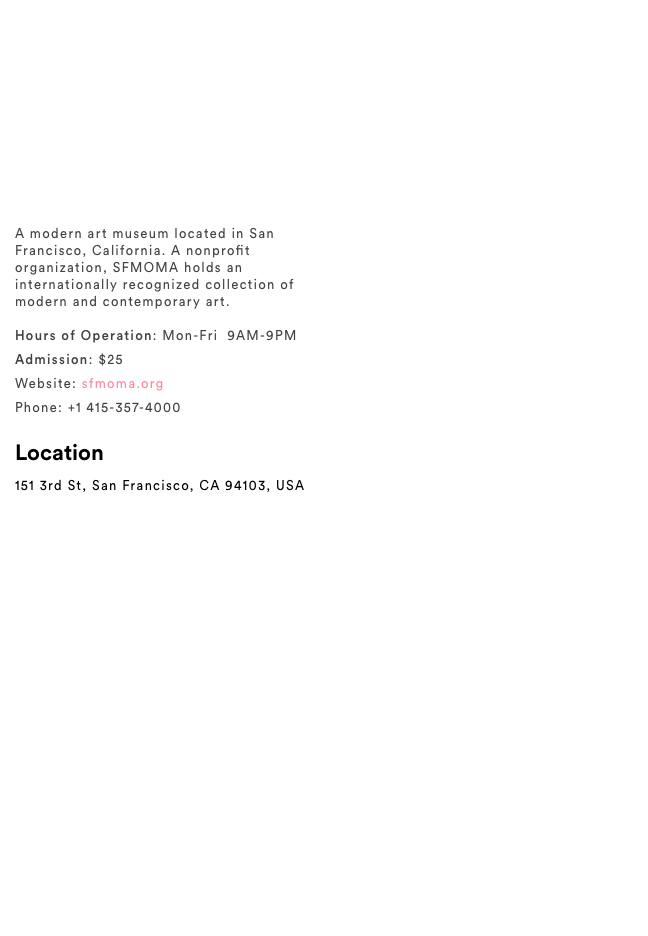 A modern art museum located in San
Francisco, California. A nonprofit
organization, SFMOMA holds an
internationally recognized collection of
modern and contemporary art.
Hours of Operation: Mon-Fri  9AM-9PM
Admission: $25
Website: sfmoma.org
Phone: +1 415-357-4000
Location
151 3rd St, San Francisco, CA 94103, USA